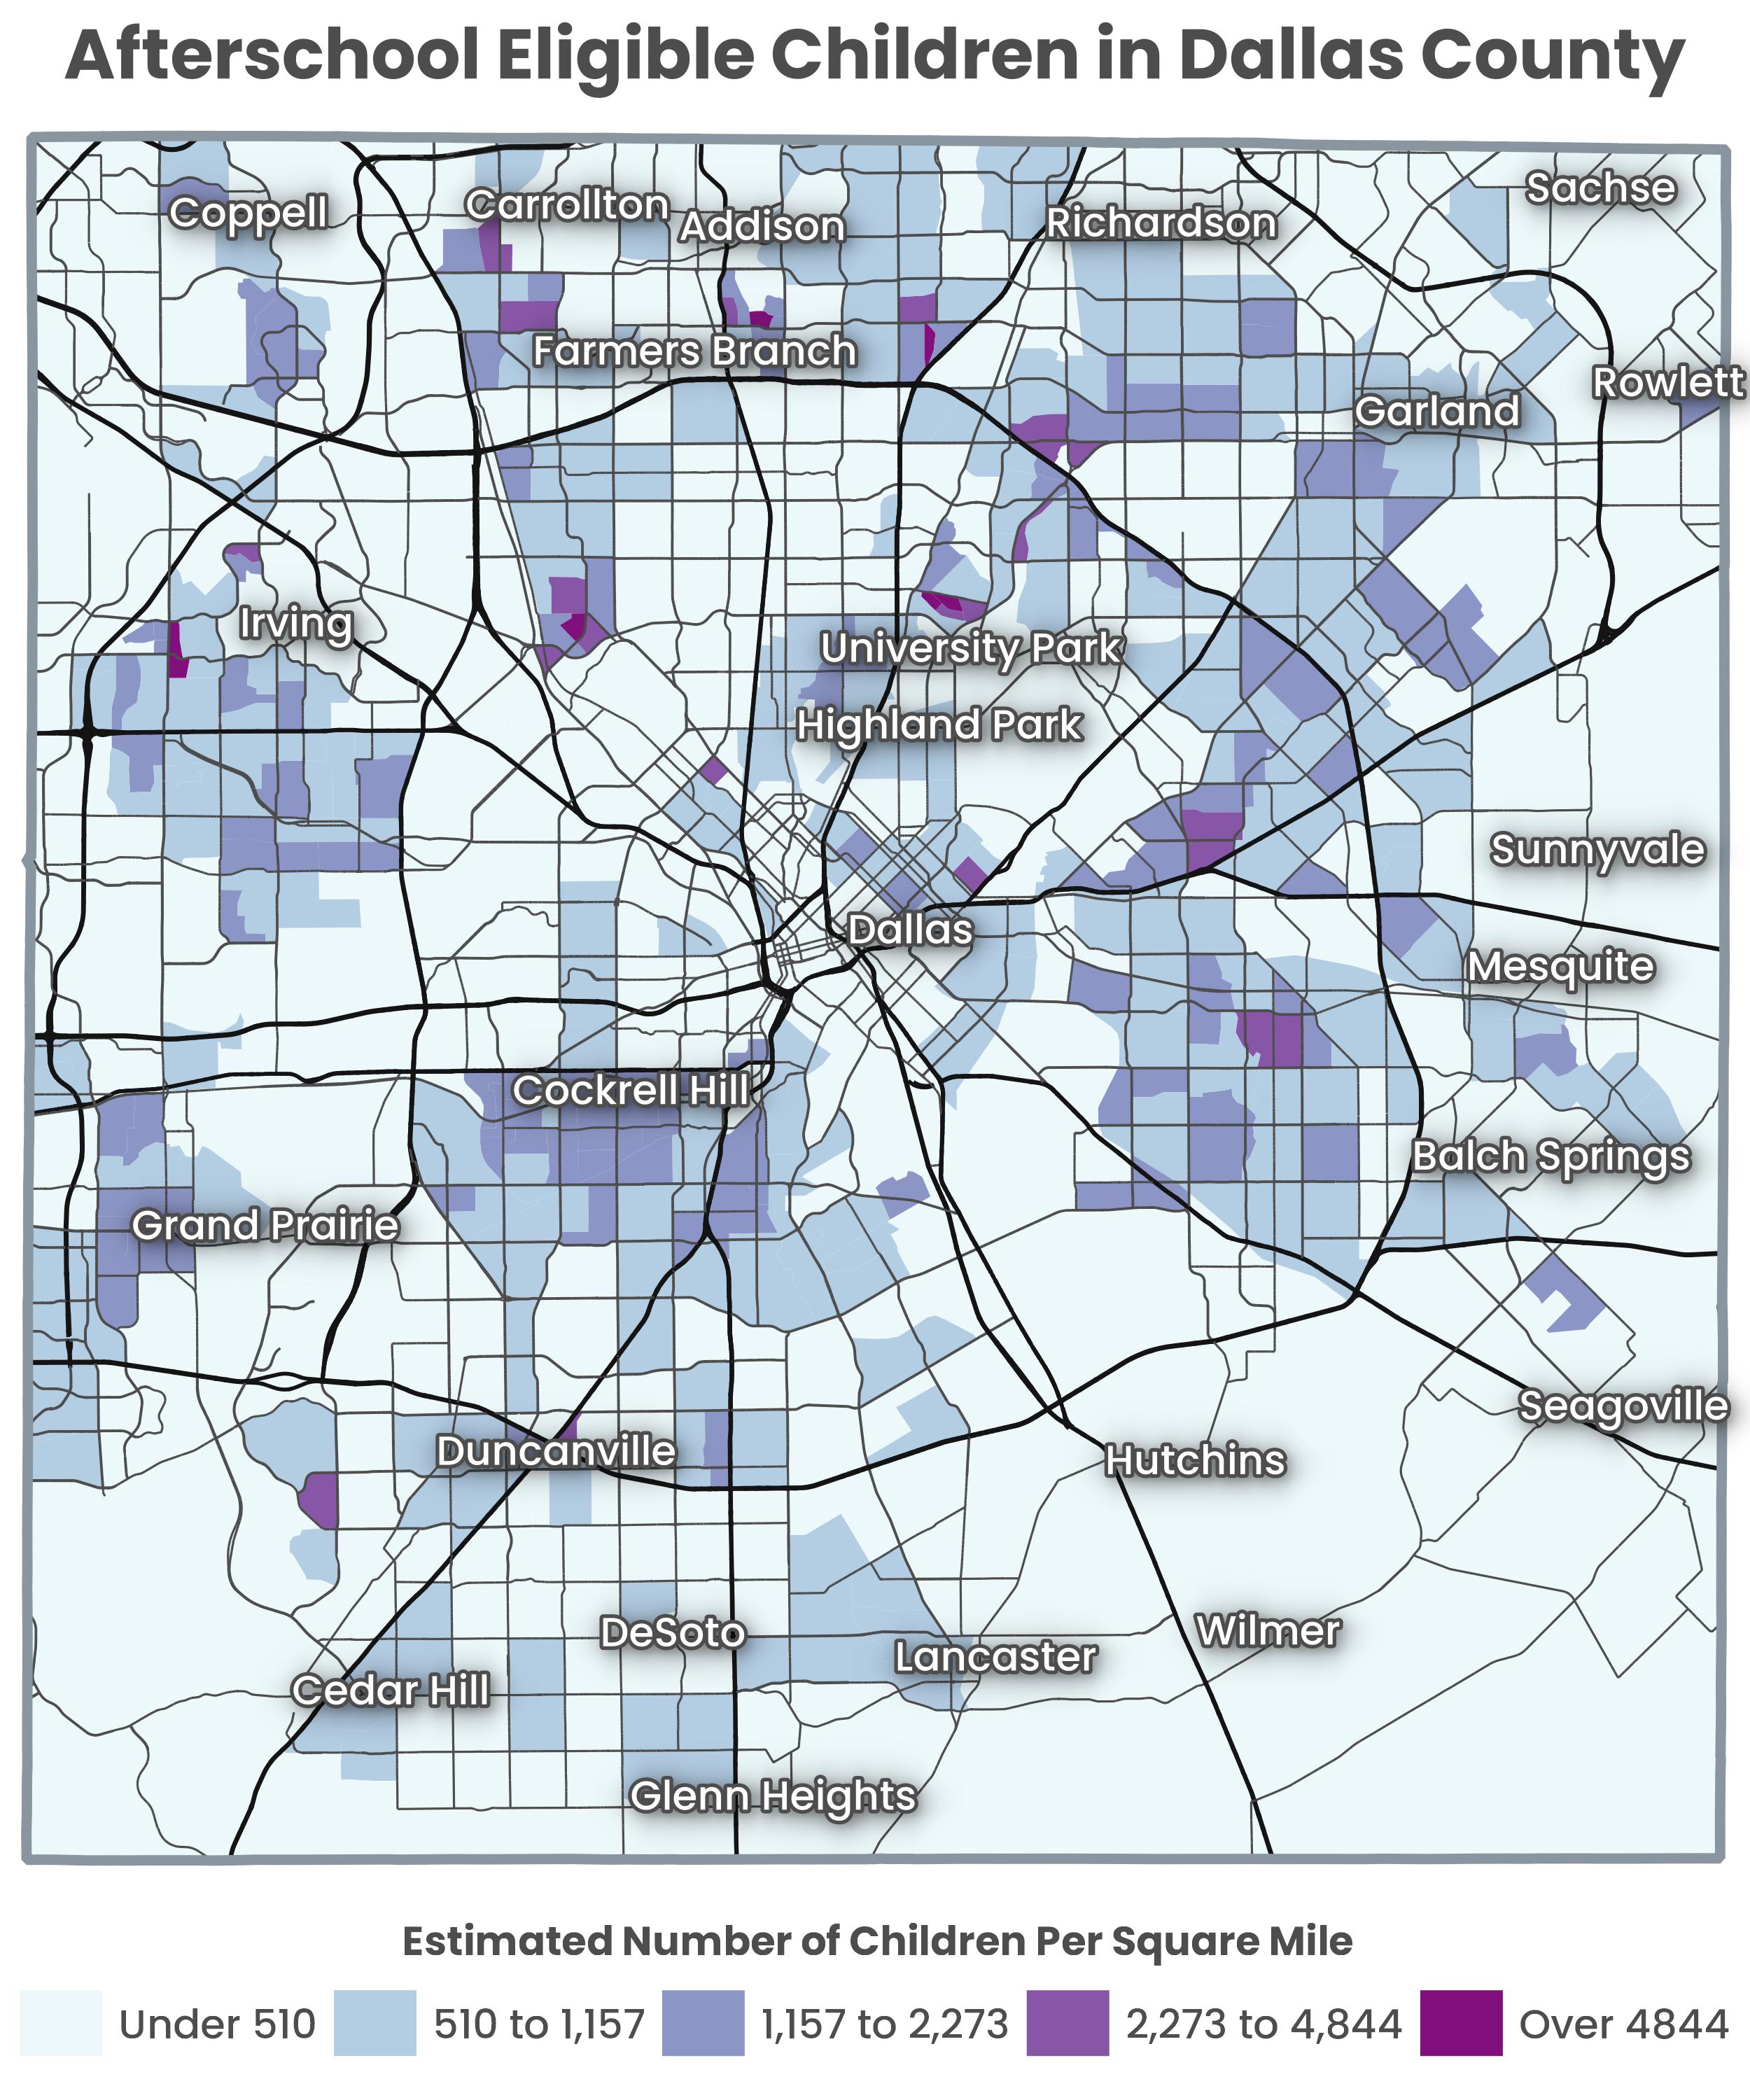 Afterschool Eligible Children in Dallas County
Sachse
Coppell
Carrollton
Addison
Richardson
Farmers Branch
Rowlett
Garland
Irving
University Park
Highland Park
Sunnyvale
Dallas
Mesquite
Cockrell Hill
Balch Springs
Grand Prairie
Seagoville
Duncanville
Hutchins
DeSoto
Wilmer
Lancaster
Cedar Hill
Glenn Heights
Estimated Number of Children Per Square Mile
Under 510
510 to 1,157
1,157 to 2,273
2,273 to 4,844
Over 4844